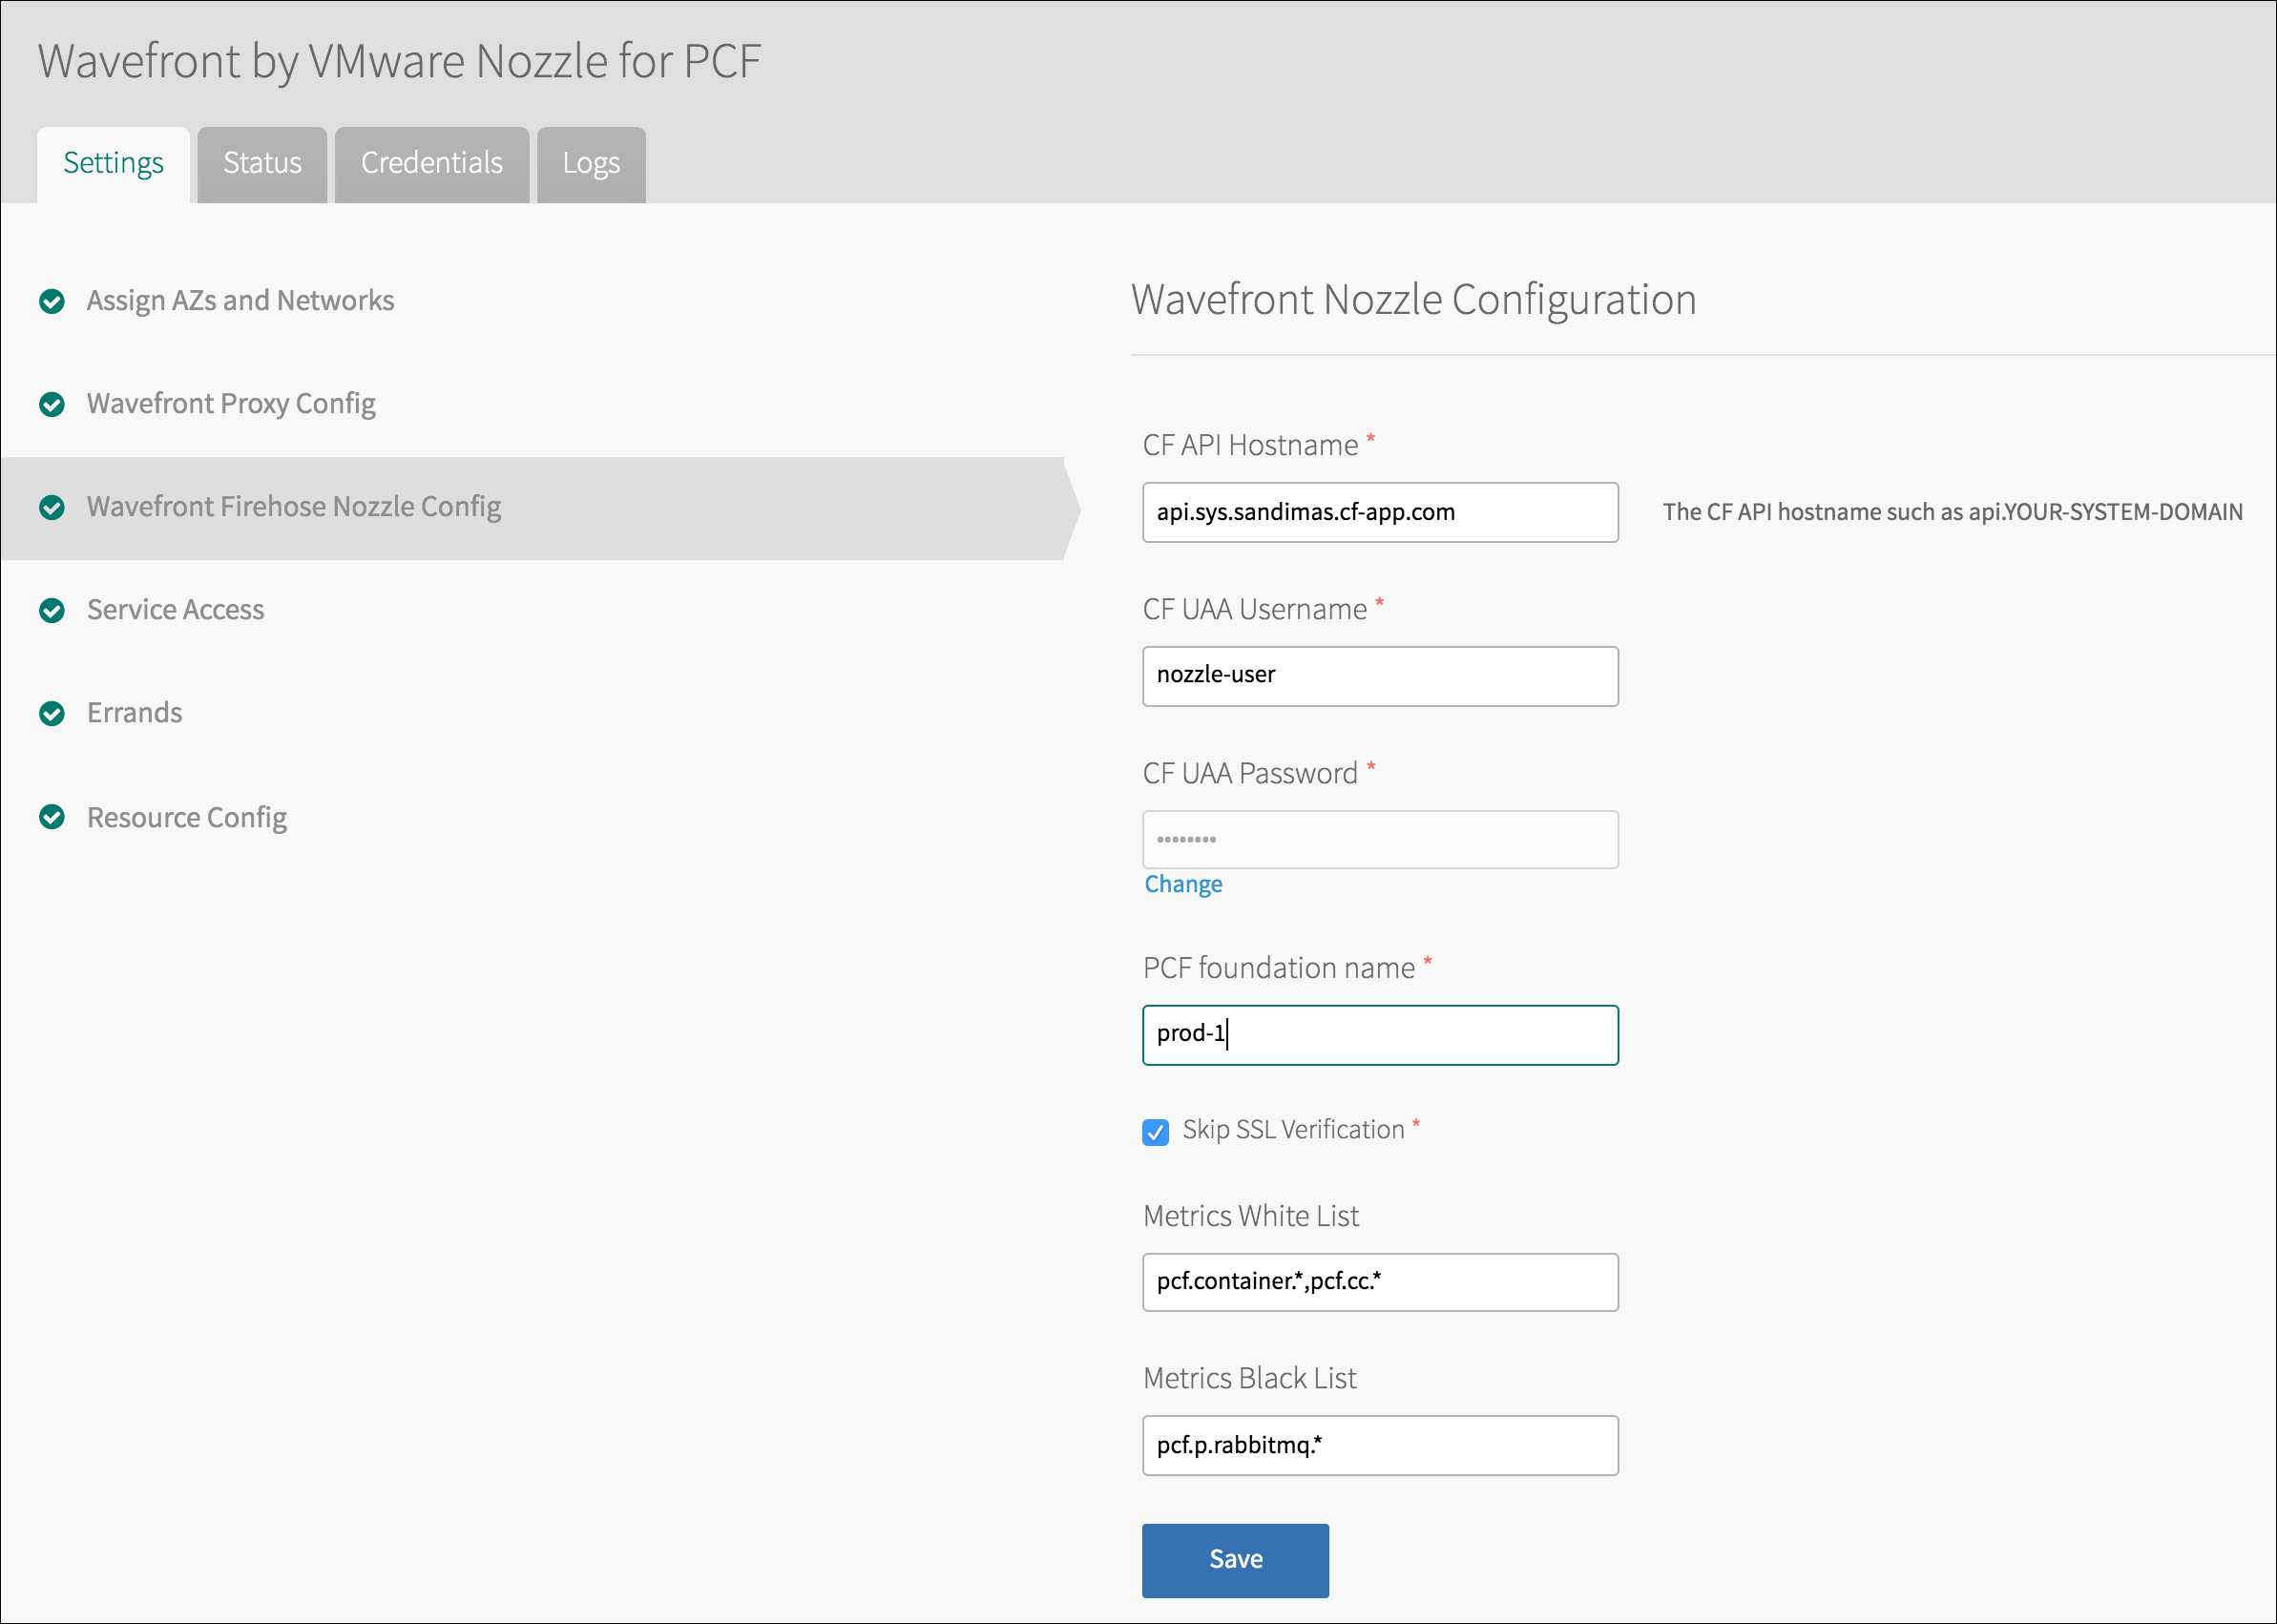 Wavefront by VMware Nozzle for PCF
Settings
Status
Credentials
Logs
Assign AZs and Networks
Wavefront Proxy Config
Wavefront Firehose Nozzle Config
Service Access
Errands
Resource Config
Wavefront Nozzle Configuration
CF API Hostname *
api.sys.sandimas.cf-app.com
The CF API hostname such as api.YOUR-SYSTEM-DOMAIN
CF UAA Username *
nozzle-user
CF UAA Password *
••••••••
Change
PCF foundation name *
prod-1
Skip SSL Verification *
Metrics White List
pcf.container.*,pcf.cc.*
Metrics Black List
pcf.p.rabbitmq.*
Save